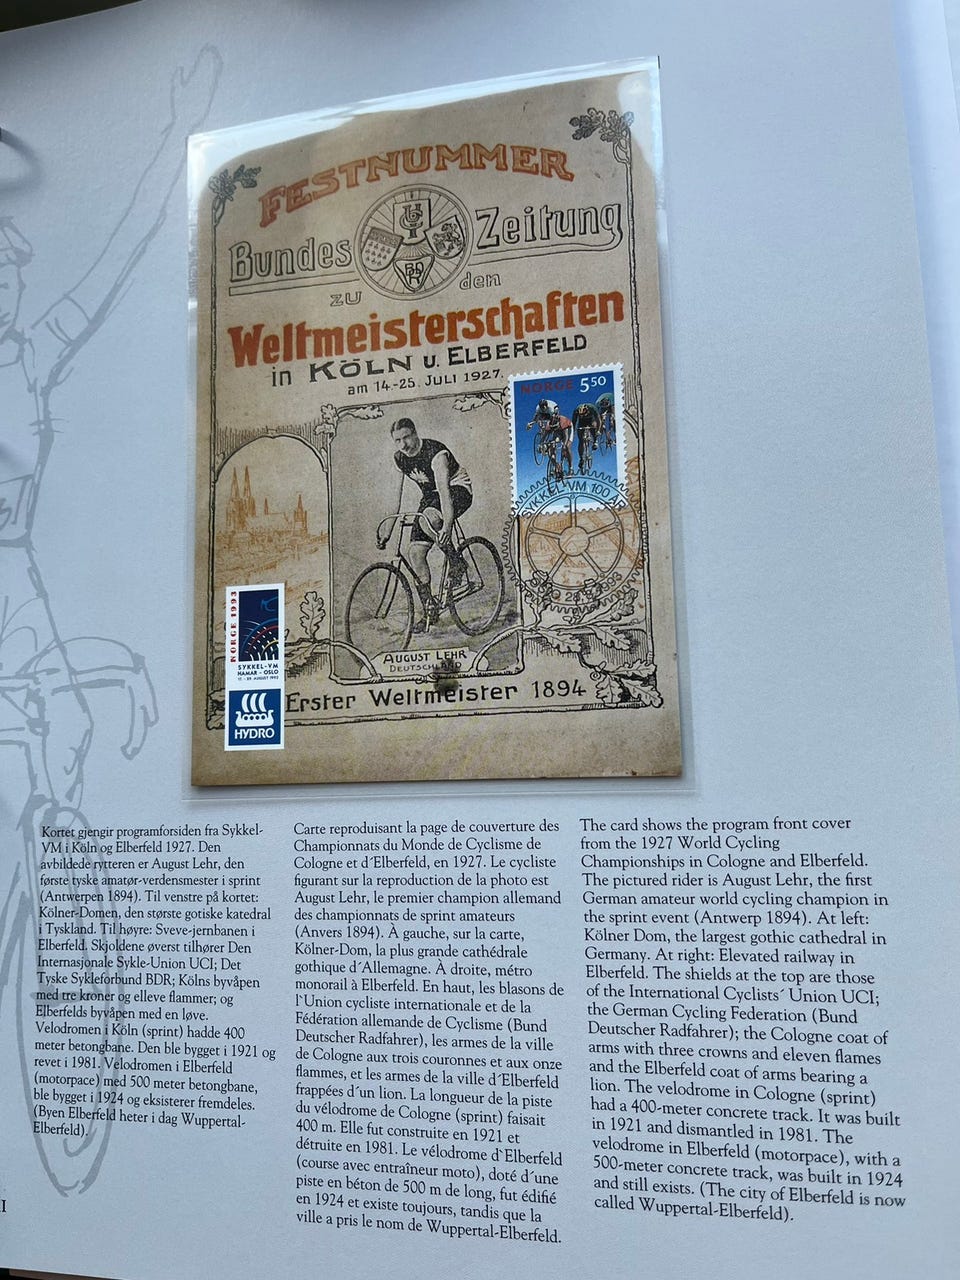 FESTNUMMER
Bundes Zeitung
UCI
BDR
zu den
Weltmeisterschaften
in KÖLN u. ELBERFELD
am 14-25. JULI 1927.
NORGE 5 50
SYKKEL-VM 100 ÅR
1993
NORGE 1993
SYKKEL-VM
HAMAR - OSLO
17. - 29. AUGUST 1993
HYDRO
AUGUST LEHR
DEUTSCHLAND
Erster Weltmeister 1894
Kortet gjengir programforsiden fra Sykkel-
VM i Köln og Elberfeld 1927. Den
avbildede rytteren er August Lehr, den
første tyske amatør-verdensmester i sprint
(Antwerpen 1894). Til venstre på kortet:
Kölner-Domen, den største gotiske katedral
i Tyskland. Til høyre: Sveve-jernbanen i
Elberfeld. Skjoldene øverst tilhører Den
Internasjonale Sykle-Union UCI; Det
Tyske Sykleforbund BDR; Kölns byvåpen
med tre kroner og elleve flammer; og
Elberfelds byvåpen med en løve.
Velodromen i Köln (sprint) hadde 400
meter betongbane. Den ble bygget i 1921 og
revet i 1981. Velodromen i Elberfeld
(motorpace) med 500 meter betongbane,
ble bygget i 1924 og eksisterer fremdeles.
(Byen Elberfeld heter i dag Wuppertal-
Elberfeld).
Carte reproduisant la page de couverture des
Championnats du Monde de Cyclisme de
Cologne et d´Elberfeld, en 1927. Le cycliste
figurant sur la reproduction de la photo est
August Lehr, le premier champion allemand
des championnats de sprint amateurs
(Anvers 1894). À gauche, sur la carte,
Kölner-Dom, la plus grande cathédrale
gothique d´Allemagne. À droite, métro
monorail à Elberfeld. En haut, les blasons de
l´Union cycliste internationale et de la
Fédération allemande de Cyclisme (Bund
Deutscher Radfahrer), les armes de la ville
de Cologne aux trois couronnes et aux onze
flammes, et les armes de la ville d´Elberfeld
frappées d´un lion. La longueur de la piste
du vélodrome de Cologne (sprint) faisait
400 m. Elle fut construite en 1921 et
détruite en 1981. Le vélodrome d`Elberfeld
(course avec entraîneur moto), doté d´une
piste en béton de 500 m de long, fut édifié
en 1924 et existe toujours, tandis que la
ville a pris le nom de Wuppertal-Elberfeld.
The card shows the program front cover
from the 1927 World Cycling
Championships in Cologne and Elberfeld.
The pictured rider is August Lehr, the first
German amateur world cycling champion in
the sprint event (Antwerp 1894). At left:
Kölner Dom, the largest gothic cathedral in
Germany. At right: Elevated railway in
Elberfeld. The shields at the top are those
of the International Cyclists´ Union UCI;
the German Cycling Federation (Bund
Deutscher Radfahrer); the Cologne coat of
arms with three crowns and eleven flames
and the Elberfeld coat of arms bearing a
lion. The velodrome in Cologne (sprint)
had a 400-meter concrete track. It was built
in 1921 and dismantled in 1981. The
velodrome in Elberfeld (motorpace), with a
500-meter concrete track, was built in 1924
and still exists. (The city of Elberfeld is now
called Wuppertal-Elberfeld).